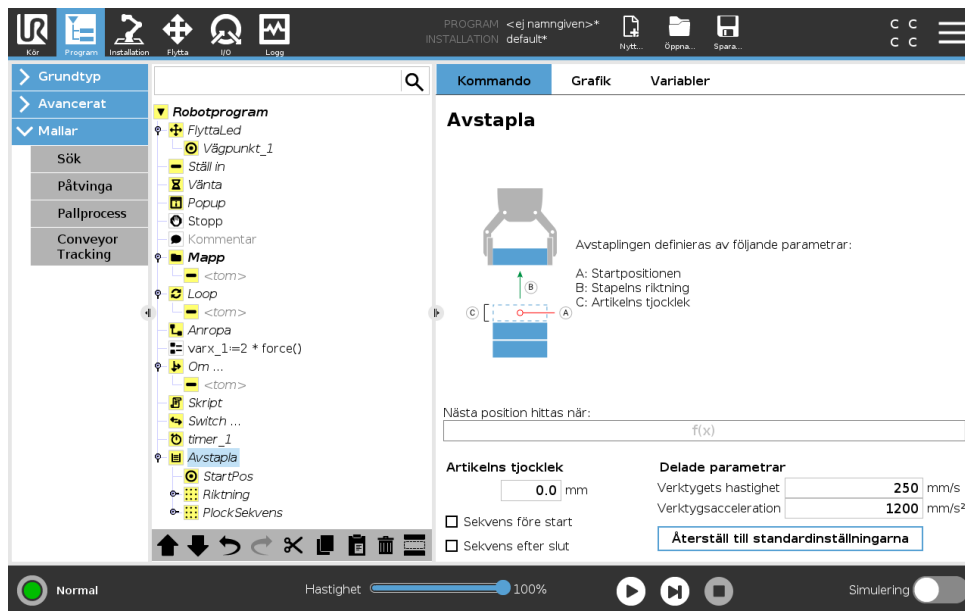 PROGRAM <ej namngiven>*
INSTALLATION default*
Kör Program Installation Flytta I/O Logg Nytt... Öppna... Spara...
C C
C C
Grundtyp
Avancerat
Mallar
Sök
Påtvinga
Pallprocess
Conveyor
Tracking
Robotprogram
FlyttaLed
Vägpunkt_1
Ställ in
Vänta
Popup
Stopp
Kommentar
Mapp
<tom>
Loop
<tom>
Anropa
varx_1:=2 * force()
Om ...
<tom>
Skript
Switch ...
timer_1
Avstapla
StartPos
Riktning
PlockSekvens
Kommando Grafik Variabler
Avstapla
B
C
A
Avstaplingen definieras av följande parametrar:
A: Startpositionen
B: Stapelns riktning
C: Artikelns tjocklek
Nästa position hittas när:
f(x)
Artikelns tjocklek
0.0 mm
Sekvens före start
Sekvens efter slut
Delade parametrar
Verktygets hastighet 250 mm/s
Verktygsacceleration 1200 mm/s²
Återställ till standardinställningarna
Normal
Hastighet 100%
Simulering